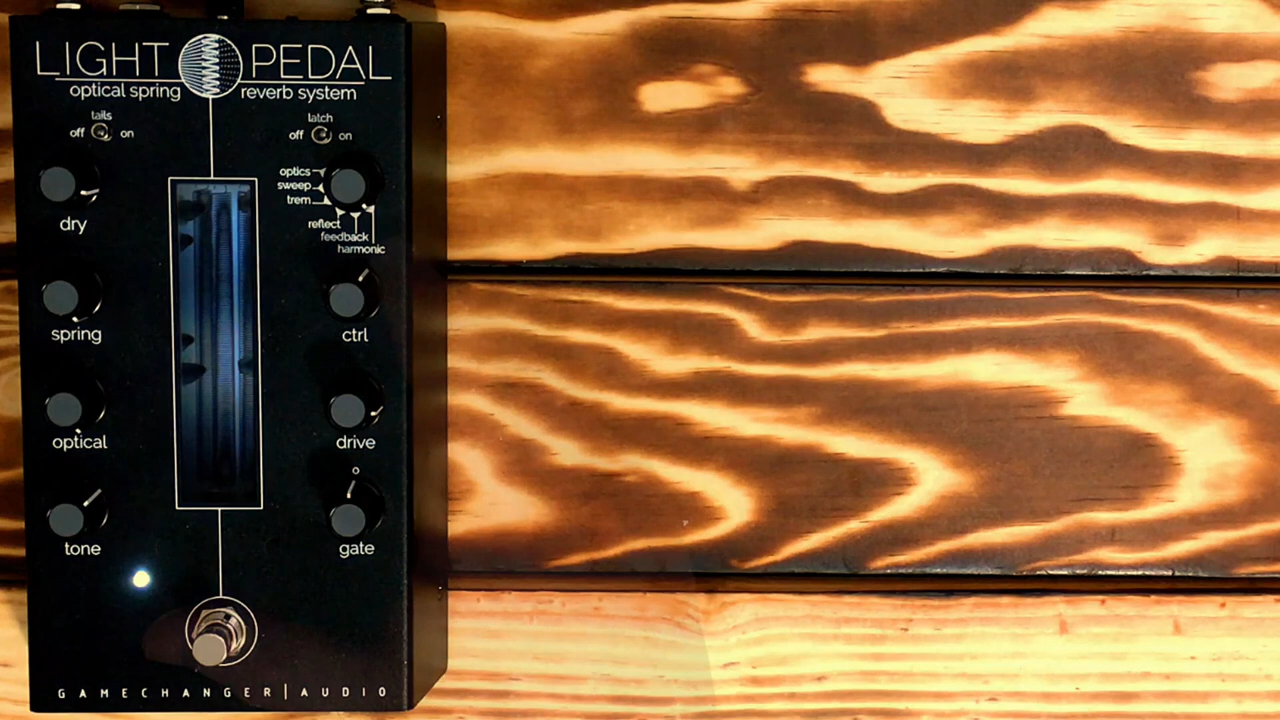 LIGHT PEDAL
optical spring reverb system
tails
off on
latch
off on
dry
optics
sweep
trem
reflect
feedback
harmonic
spring
ctrl
optical
drive
tone
gate
GAMECHANGER | AUDIO